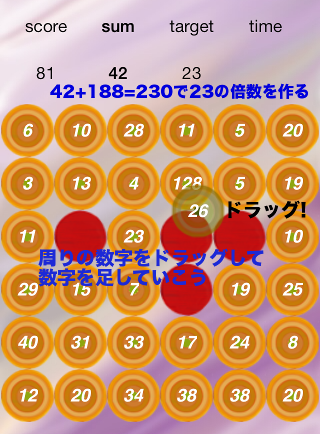 score sum target time
81 42 23
42+188=230で23の倍数を作る
6 10 28 11 5 20
3 13 4 128 5 19
26 ドラッグ!
11 23 10
周りの数字をドラッグして
数字を足していこう
29 15 7 19 25
40 31 33 17 24 8
12 20 34 38 38 20